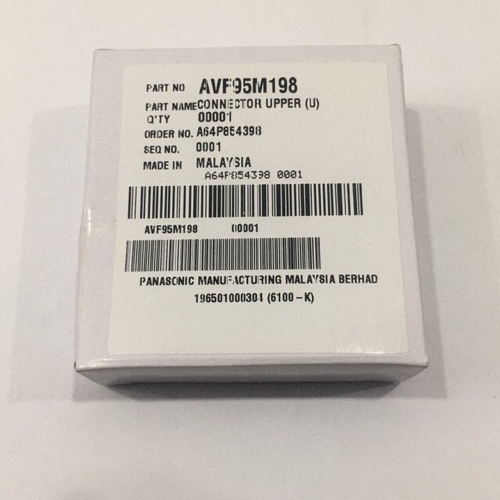 PART NO AVF95M198
PART NAME CONNECTOR UPPER (U)
Q'TY 00001
ORDER NO. A64P854398
SEQ NO. 0001
MADE IN MALAYSIA
A64P854398 0001
AVF95M198 00001
PANASONIC MANUFACTURING MALAYSIA BERHAD
196501000304 (6100-K)